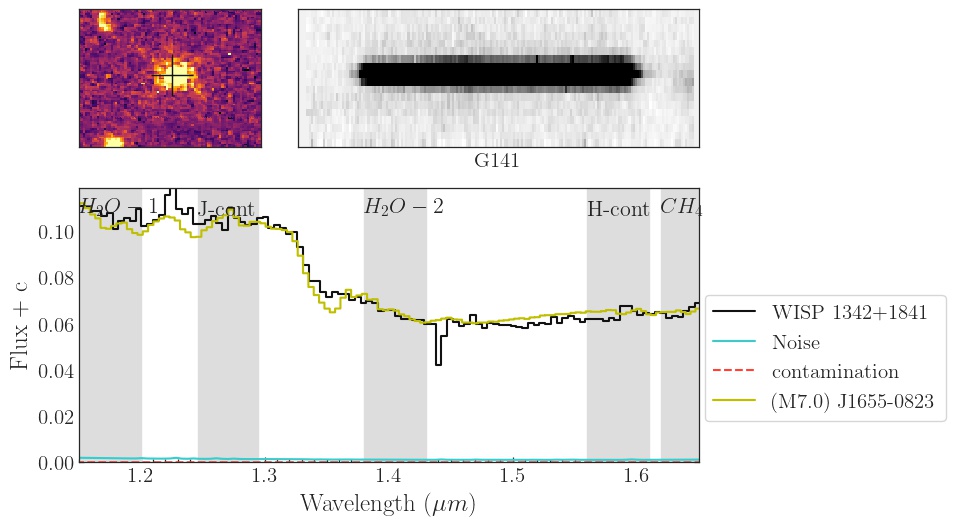 G141
H₂O − 1
J-cont
H₂O − 2
H-cont
CH₄
0.10
0.08
0.06
0.04
0.02
0.00
Flux + c
1.2
1.3
1.4
1.5
1.6
Wavelength (μm)
WISP 1342+1841
Noise
contamination
(M7.0) J1655-0823